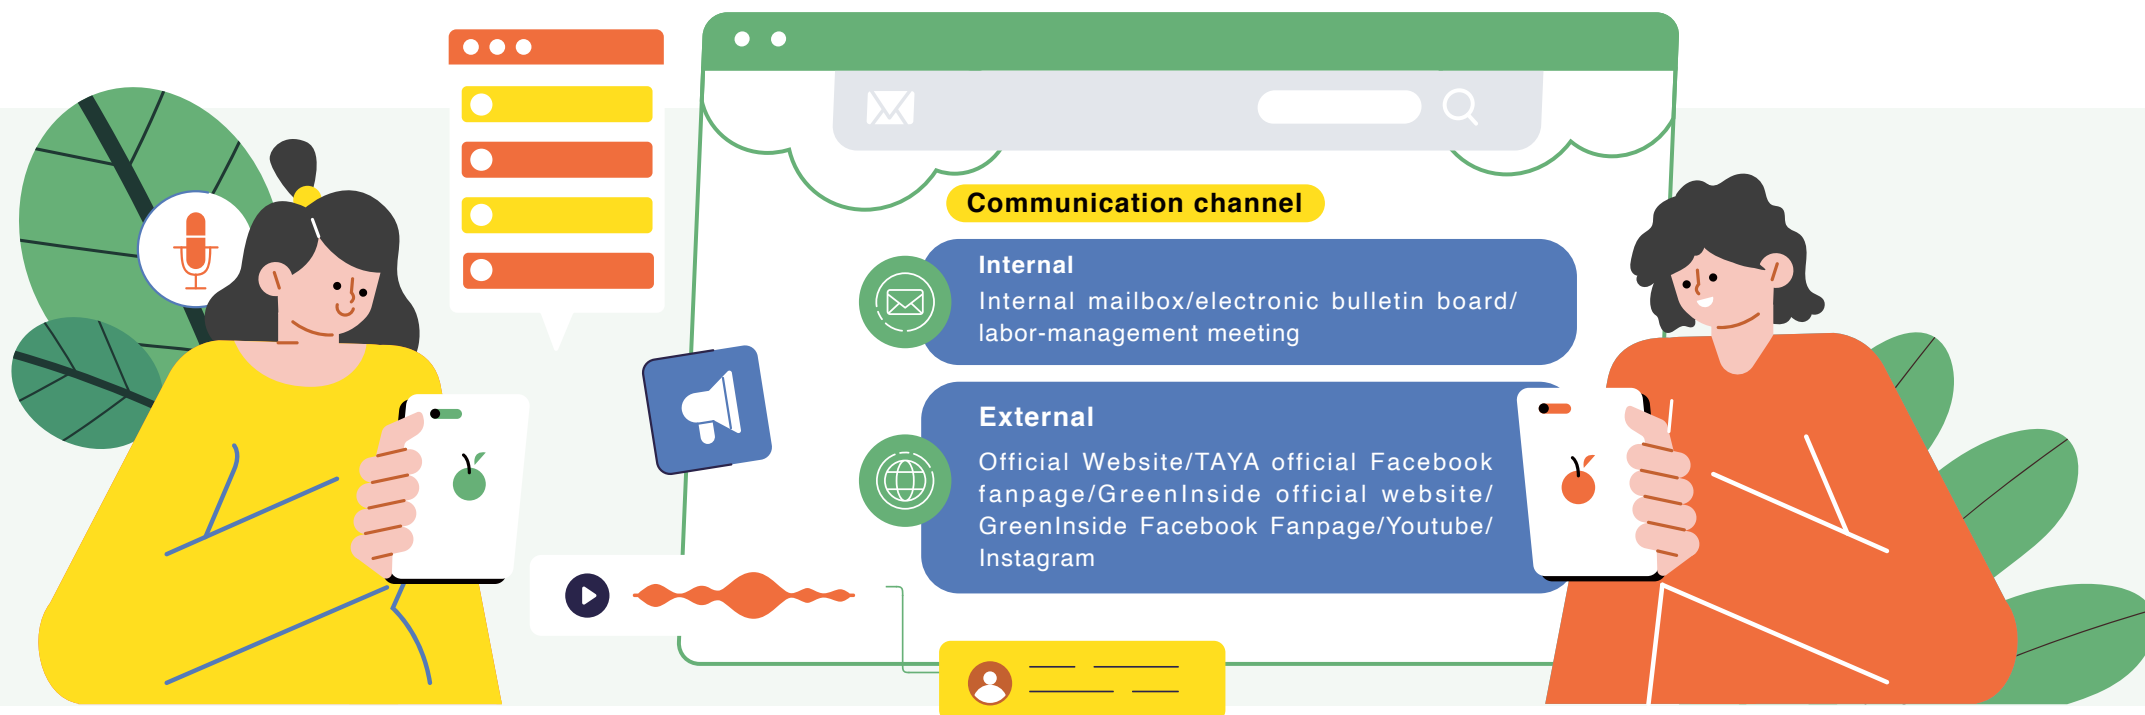 Communication channel
Internal
Internal mailbox/electronic bulletin board/
labor-management meeting
External
Official Website/TAYA official Facebook
fanpage/GreenInside official website/
GreenInside Facebook Fanpage/Youtube/
Instagram